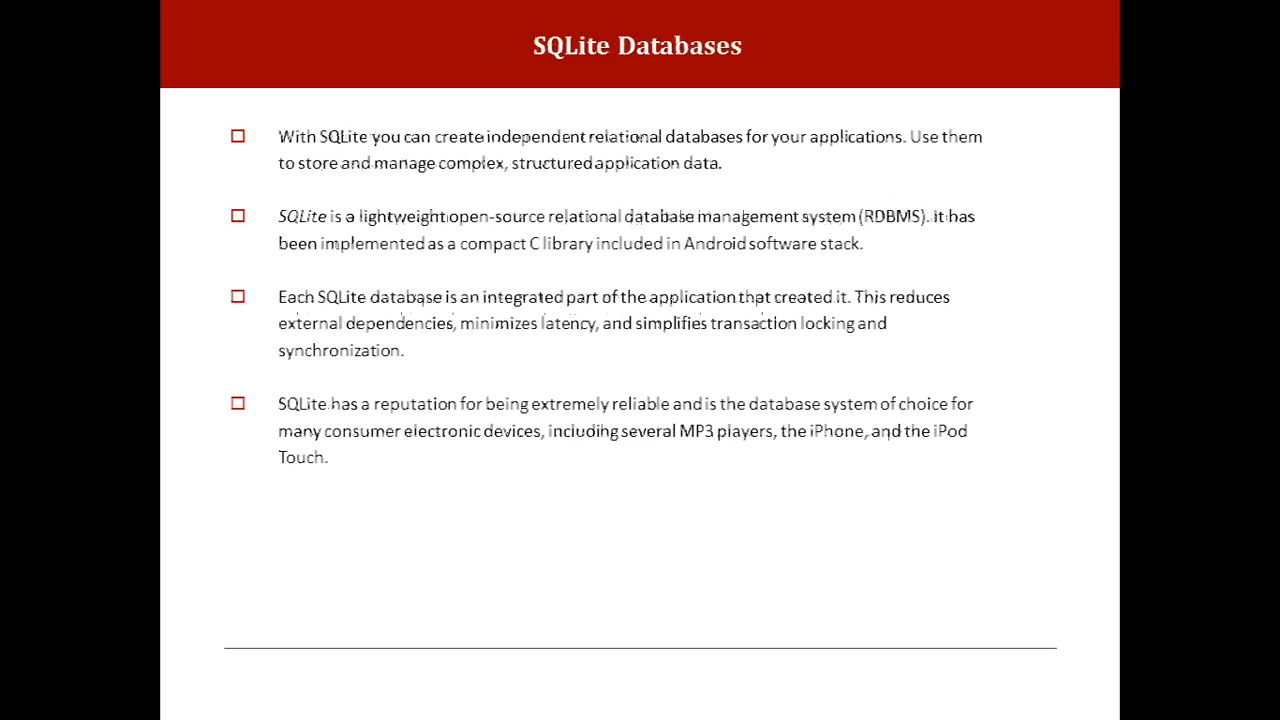 SQLite Databases
With SQLite you can create independent relational databases for your applications. Use them
to store and manage complex, structured application data.
SQLite is a lightweight open-source relational database management system (RDBMS). It has
been implemented as a compact C library included in Android software stack.
Each SQLite database is an integrated part of the application that created it. This reduces
external dependencies, minimizes latency, and simplifies transaction locking and
synchronization.
SQLite has a reputation for being extremely reliable and is the database system of choice for
many consumer electronic devices, including several MP3 players, the iPhone, and the iPod
Touch.